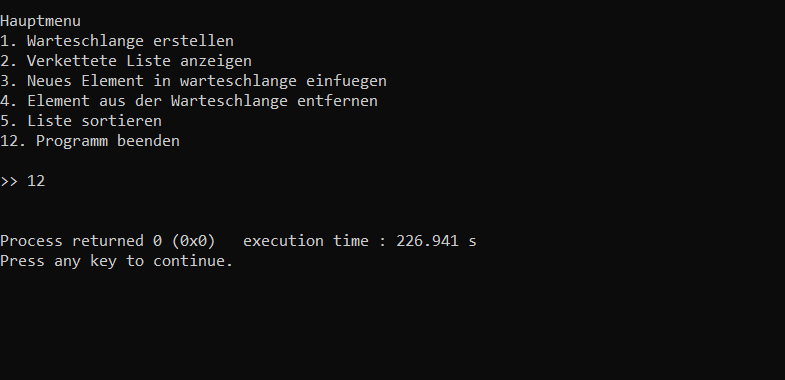 Hauptmenu
1. Warteschlange erstellen
2. Verkettete Liste anzeigen
3. Neues Element in warteschlange einfuegen
4. Element aus der Warteschlange entfernen
5. Liste sortieren
12. Programm beenden
>> 12
Process returned 0 (0x0)   execution time : 226.941 s
Press any key to continue.